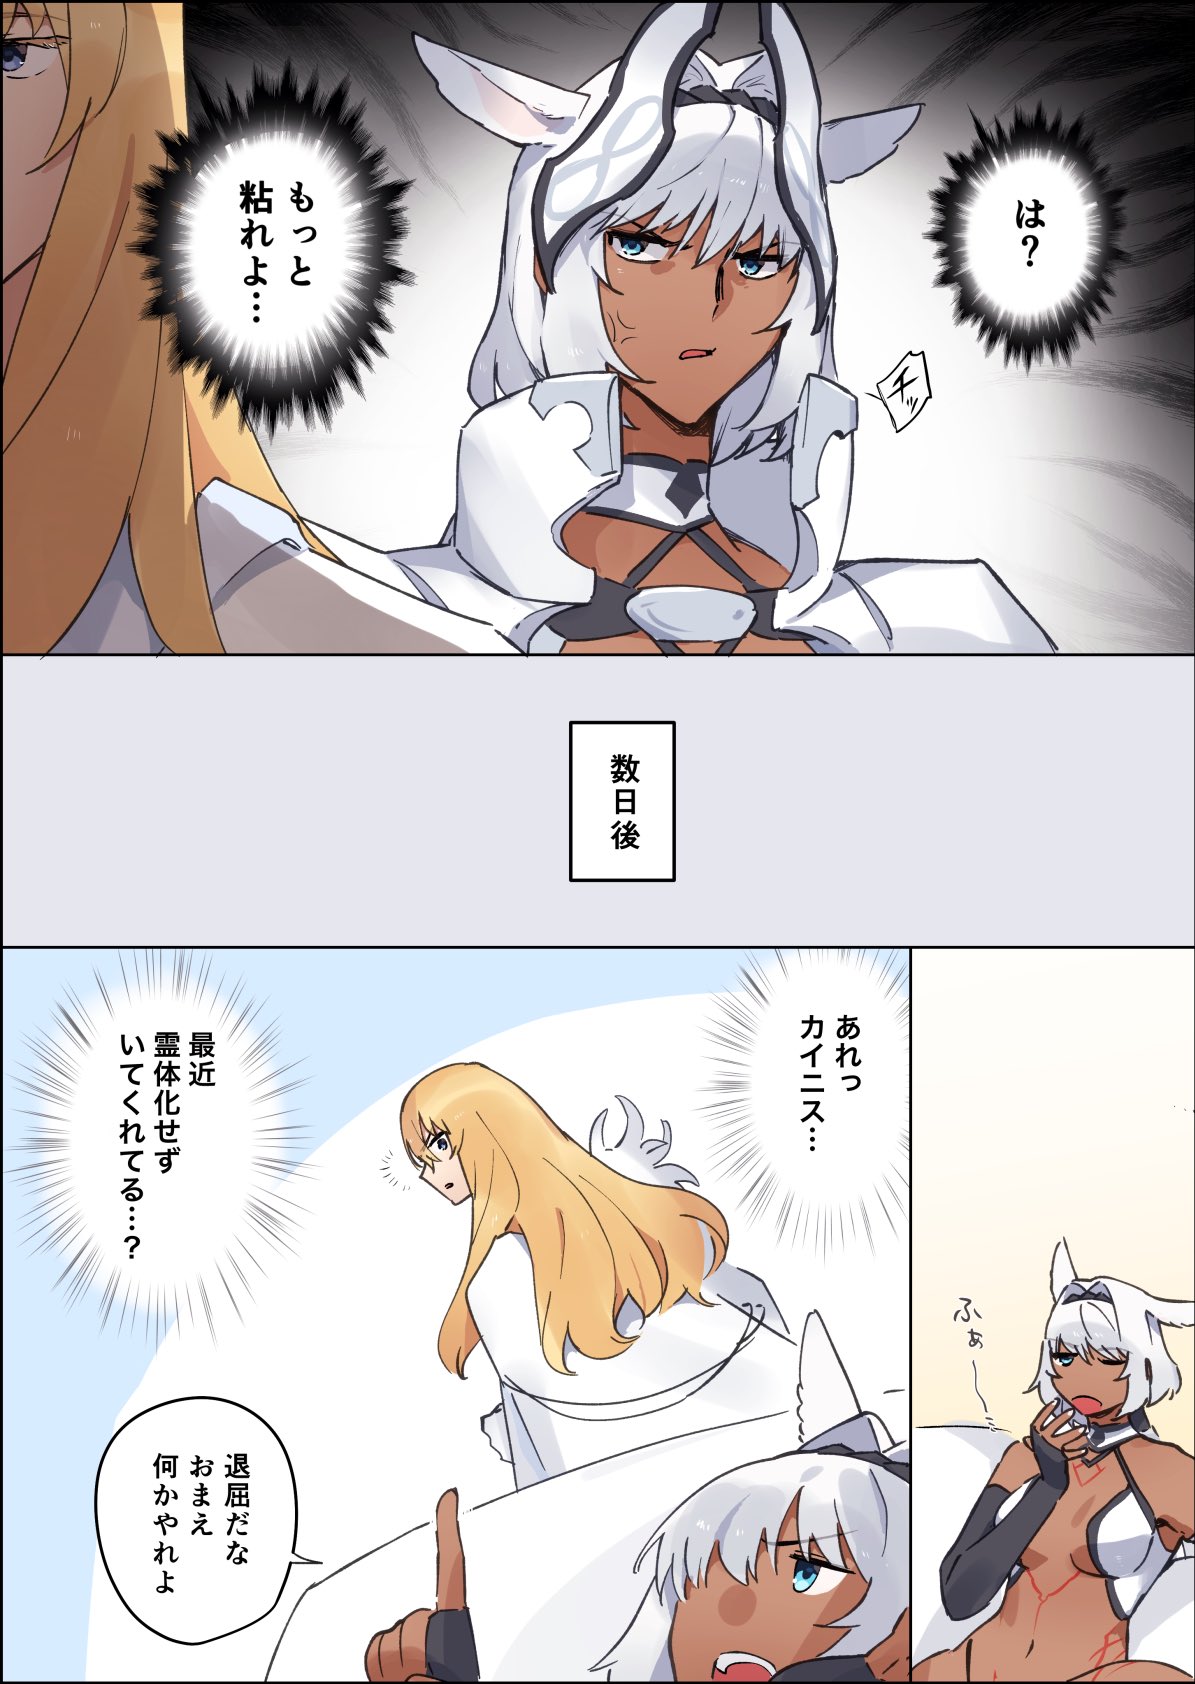 は？
チッ
もっと
粘れよ…
数日後
ふぁ〜
あれっ
カイニス…
最近
霊体化せず
いてくれてる…？
退屈だな
おまえ
何かやれよ